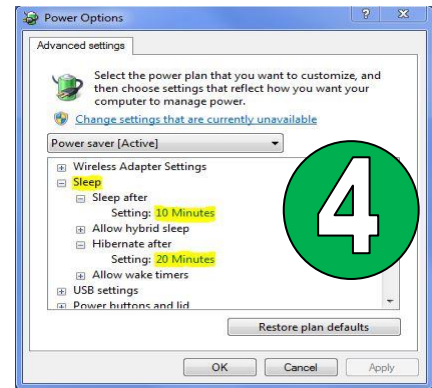 Power Options
Advanced settings
Select the power plan that you want to customize, and
then choose settings that reflect how you want your
computer to manage power.
Change settings that are currently unavailable
Power saver [Active]
Wireless Adapter Settings
Sleep
Sleep after
Setting: 10 Minutes
Allow hybrid sleep
Hibernate after
Setting: 20 Minutes
Allow wake timers
USB settings
Power buttons and lid
4
Restore plan defaults
OK Cancel Apply